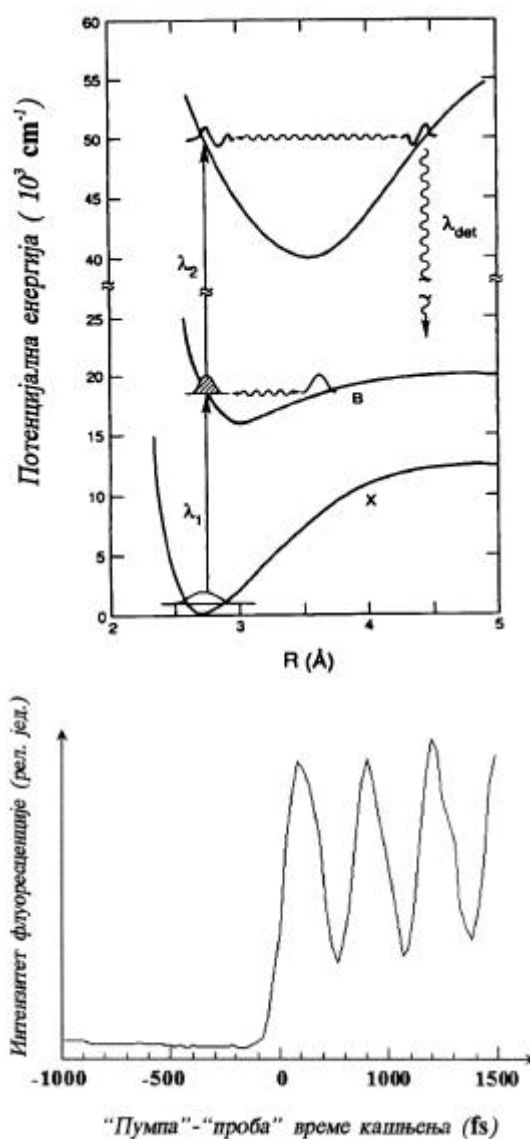 Потенцијална енергија ( 10³ cm⁻¹)
60
55
50
45
40
25
20
15
10
5
0
λ₂
λdet
B
λ₁
X
2 3 4 5
R (Å)
Интензитет флуоресценције (рел. јед.)
-1000 -500 0 1000 1500
“Пумпа”-“проба” време кашњења (fs)